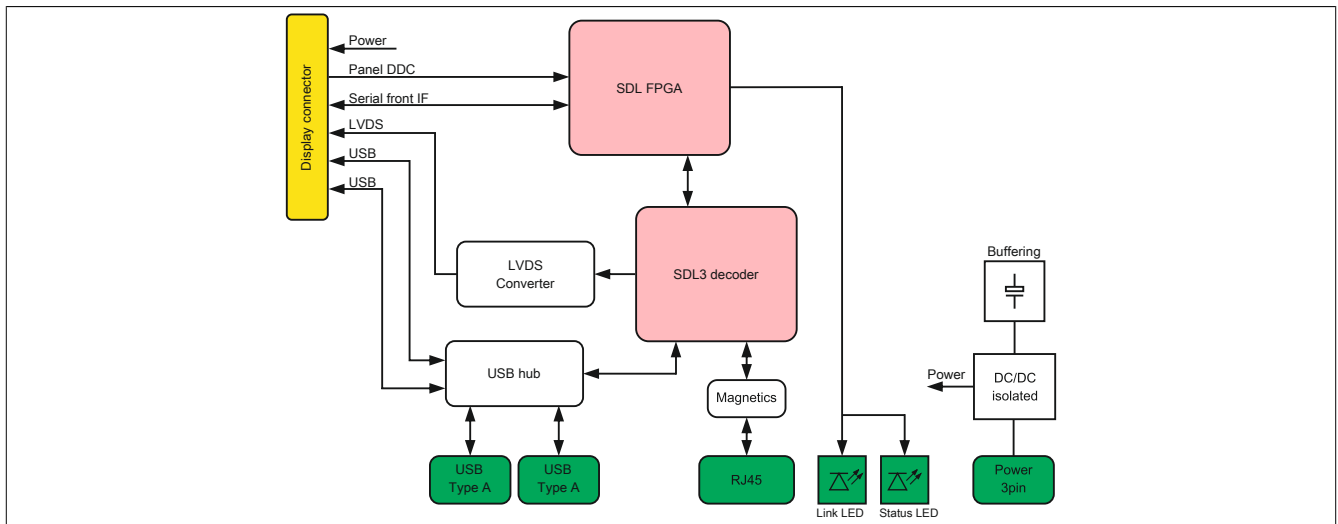 Display connector
Power
Panel DDC
Serial front IF
LVDS
USB
USB
SDL FPGA
LVDS
Converter
SDL3 decoder
USB hub
Magnetics
USB
Type A
USB
Type A
RJ45
Link LED
Status LED
Buffering
DC/DC
isolated
Power
Power
3pin